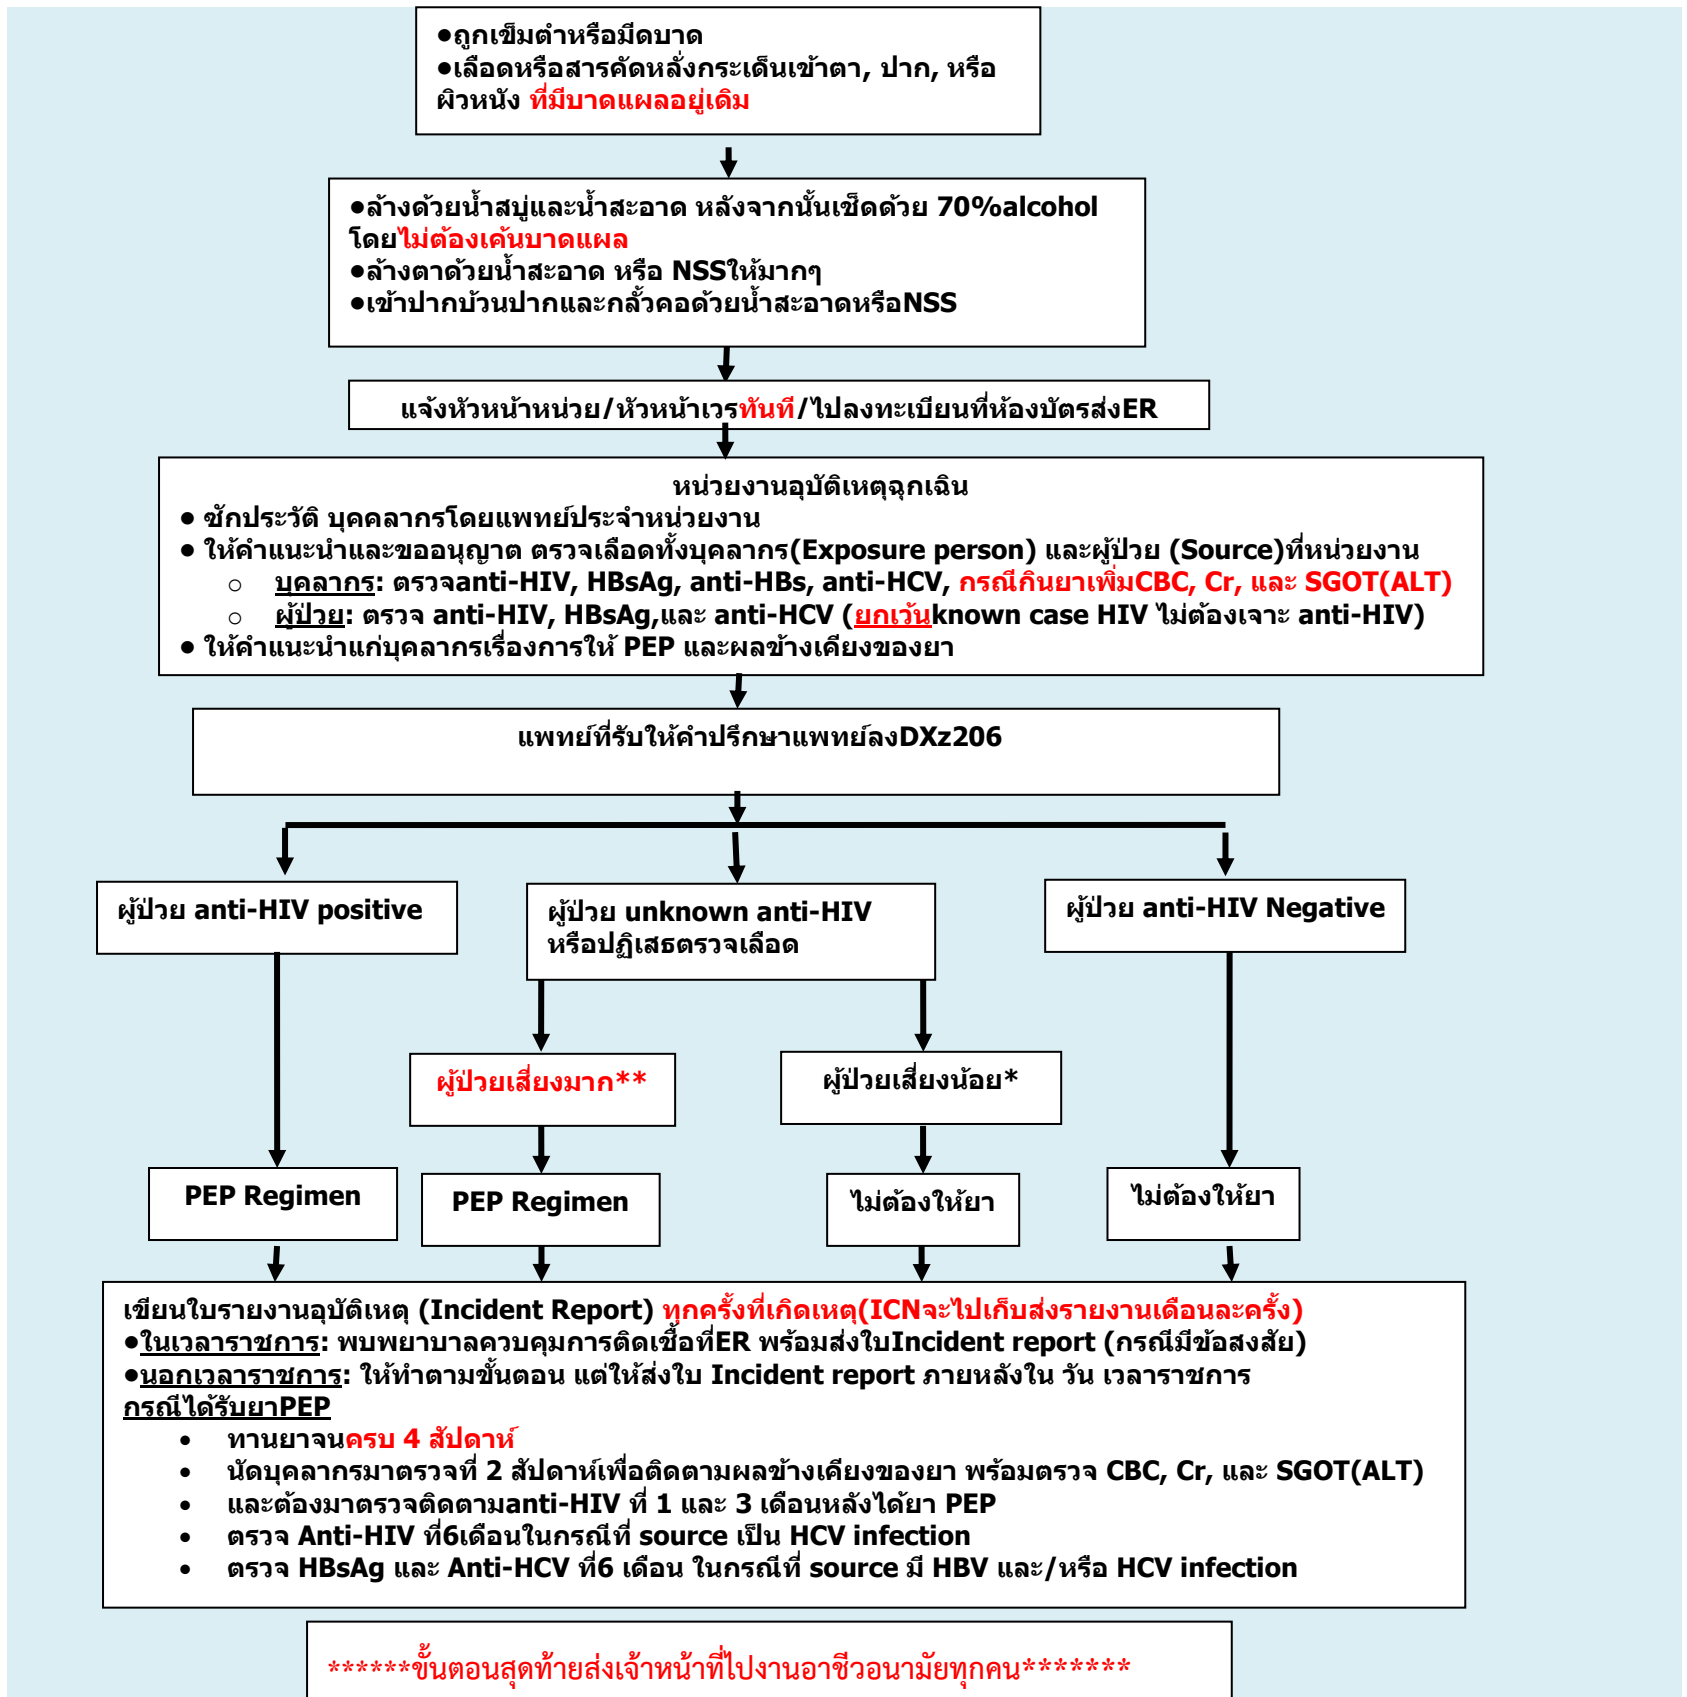 ●ถูกเข็มตำหรือมีดบาด
●เลือดหรือสารคัดหลั่งกระเด็นเข้าตา, ปาก, หรือ
ผิวหนัง ที่มีบาดแผลอยู่เดิม
●ล้างด้วยน้ำสบู่และน้ำสะอาด หลังจากนั้นเช็ดด้วย 70%alcohol
โดยไม่ต้องเค้นบาดแผล
●ล้างตาด้วยน้ำสะอาด หรือ NSSให้มากๆ
●เข้าปากบ้วนปากและกลั้วคอด้วยน้ำสะอาดหรือNSS
แจ้งหัวหน้าหน่วย/หัวหน้าเวรทันที/ไปลงทะเบียนที่ห้องบัตรส่งER
หน่วยงานอุบัติเหตุฉุกเฉิน
● ซักประวัติ บุคคลากรโดยแพทย์ประจำหน่วยงาน
● ให้คำแนะนำและขออนุญาต ตรวจเลือดทั้งบุคลากร(Exposure person) และผู้ป่วย (Source)ที่หน่วยงาน
○ บุคลากร: ตรวจanti-HIV, HBsAg, anti-HBs, anti-HCV, กรณีกินยาเพิ่มCBC, Cr, และ SGOT(ALT)
○ ผู้ป่วย: ตรวจ anti-HIV, HBsAg,และ anti-HCV (ยกเว้นknown case HIV ไม่ต้องเจาะ anti-HIV)
● ให้คำแนะนำแก่บุคลากรเรื่องการให้ PEP และผลข้างเคียงของยา
แพทย์ที่รับให้คำปรึกษาแพทย์ลงDXz206
ผู้ป่วย anti-HIV positive
ผู้ป่วย unknown anti-HIV
หรือปฏิเสธตรวจเลือด
ผู้ป่วย anti-HIV Negative
ผู้ป่วยเสี่ยงมาก**
ผู้ป่วยเสี่ยงน้อย*
PEP Regimen
PEP Regimen
ไม่ต้องให้ยา
ไม่ต้องให้ยา
เขียนใบรายงานอุบัติเหตุ (Incident Report) ทุกครั้งที่เกิดเหตุ(ICNจะไปเก็บส่งรายงานเดือนละครั้ง)
●ในเวลาราชการ: พบพยาบาลควบคุมการติดเชื้อที่ER พร้อมส่งใบIncident report (กรณีมีข้อสงสัย)
●นอกเวลาราชการ: ให้ทำตามขั้นตอน แต่ให้ส่งใบ Incident report ภายหลังใน วัน เวลาราชการ
กรณีได้รับยาPEP
• ทานยาจนครบ 4 สัปดาห์
• นัดบุคลากรมาตรวจที่ 2 สัปดาห์เพื่อติดตามผลข้างเคียงของยา พร้อมตรวจ CBC, Cr, และ SGOT(ALT)
• และต้องมาตรวจติดตามanti-HIV ที่ 1 และ 3 เดือนหลังได้ยา PEP
• ตรวจ Anti-HIV ที่6เดือนในกรณีที่ source เป็น HCV infection
• ตรวจ HBsAg และ Anti-HCV ที่6 เดือน ในกรณีที่ source มี HBV และ/หรือ HCV infection
******ขั้นตอนสุดท้ายส่งเจ้าหน้าที่ไปงานอาชีวอนามัยทุกคน*******